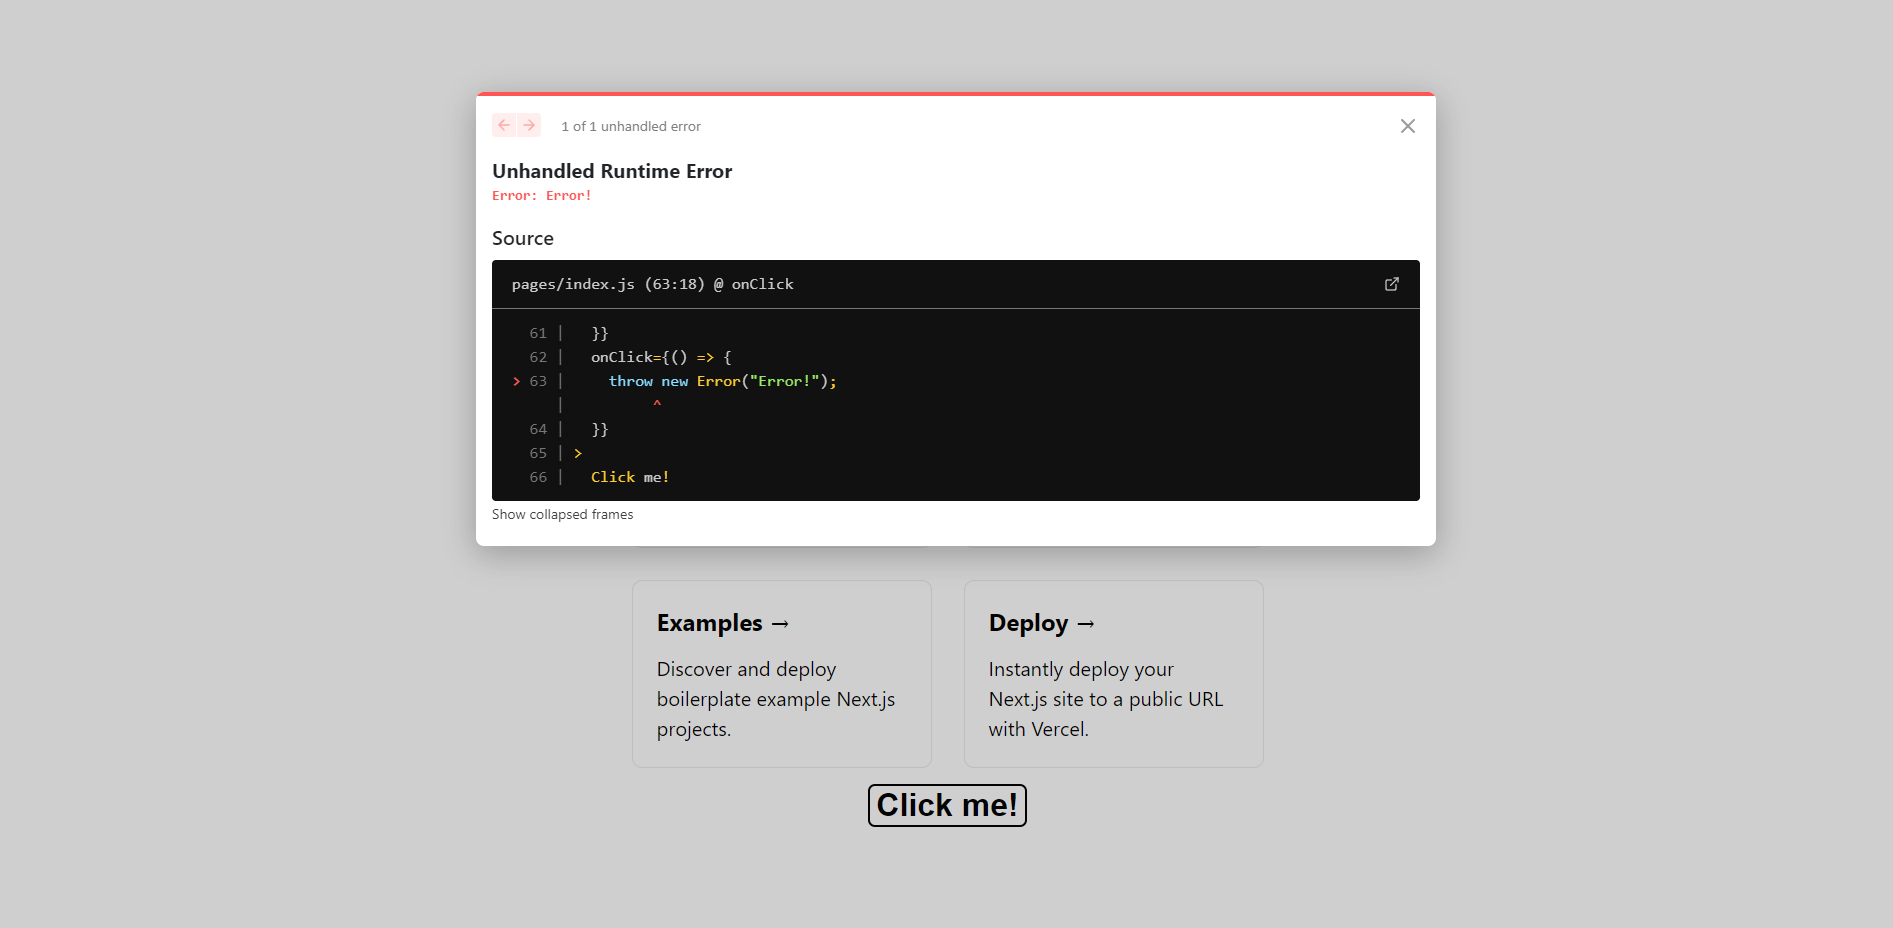 1 of 1 unhandled error
Unhandled Runtime Error
Error: Error!
Source
pages/index.js (63:18) @ onClick
61 |   }}
62 |   onClick={() => {
> 63 |     throw new Error("Error!");
|          ^
64 |   }}
65 | >
66 |   Click me!
Show collapsed frames
Examples →
Discover and deploy
boilerplate example Next.js
projects.
Deploy →
Instantly deploy your
Next.js site to a public URL
with Vercel.
Click me!